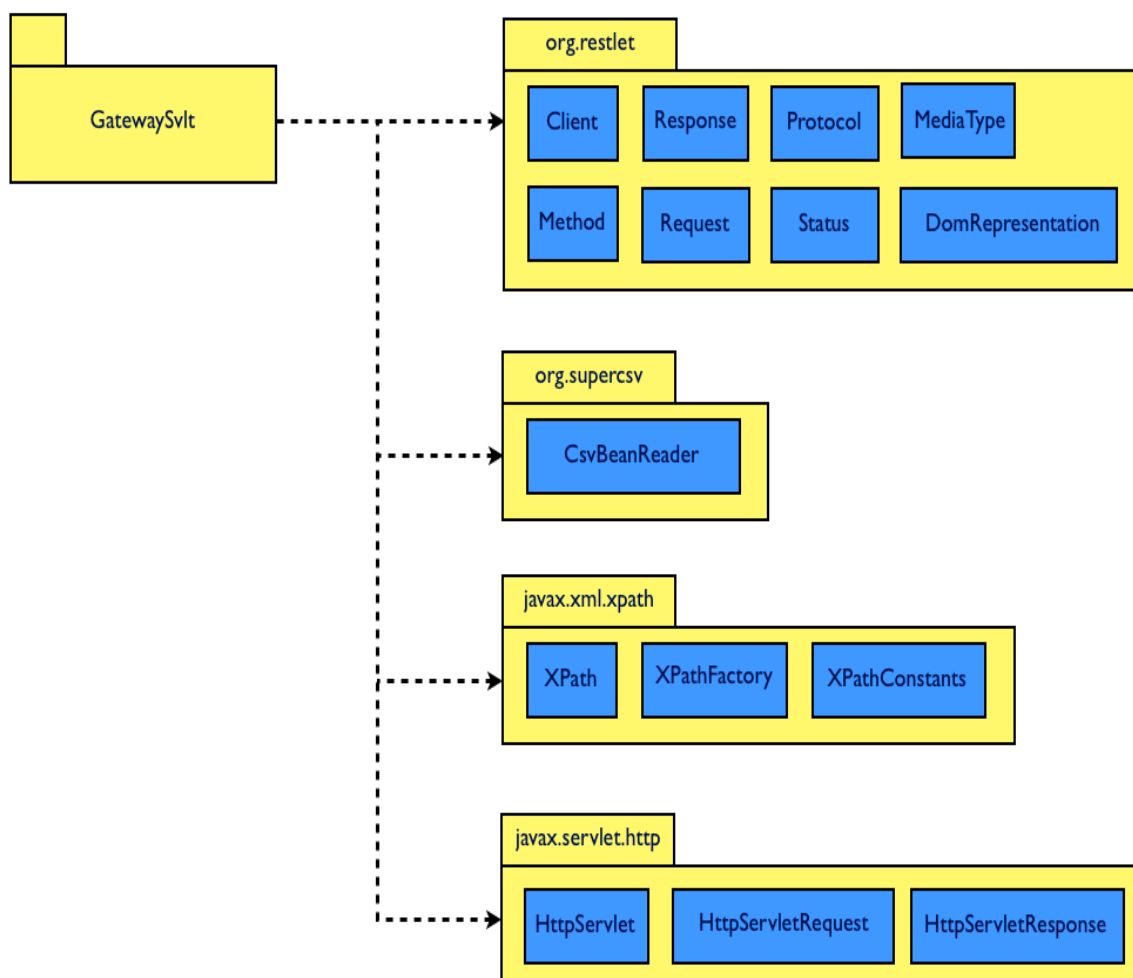 org.restlet
GatewaySvlt
Client Response Protocol MediaType
Method Request Status DomRepresentation
org.supercsv
CsvBeanReader
javax.xml.xpath
XPath XPathFactory XPathConstants
javax.servlet.http
HttpServlet HttpServletRequest HttpServletResponse